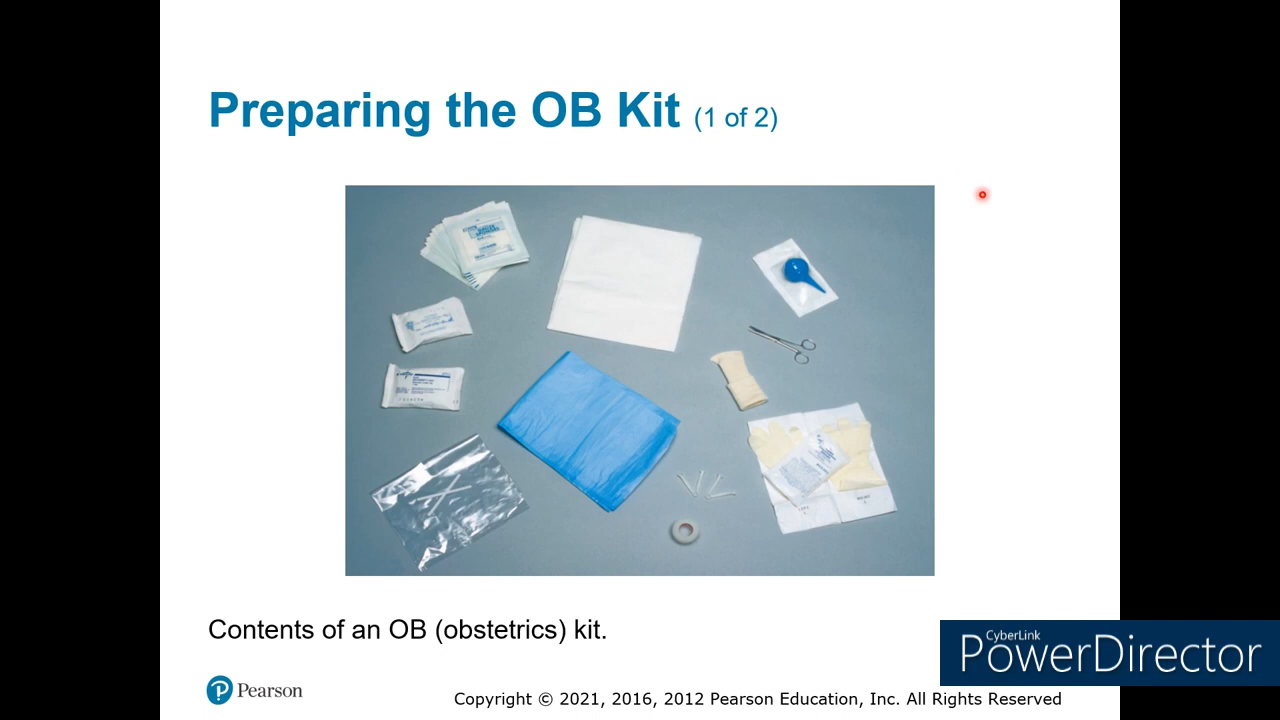 Preparing the OB Kit (1 of 2)
Contents of an OB (obstetrics) kit.
CyberLink
PowerDirector
Pearson
Copyright © 2021, 2016, 2012 Pearson Education, Inc. All Rights Reserved